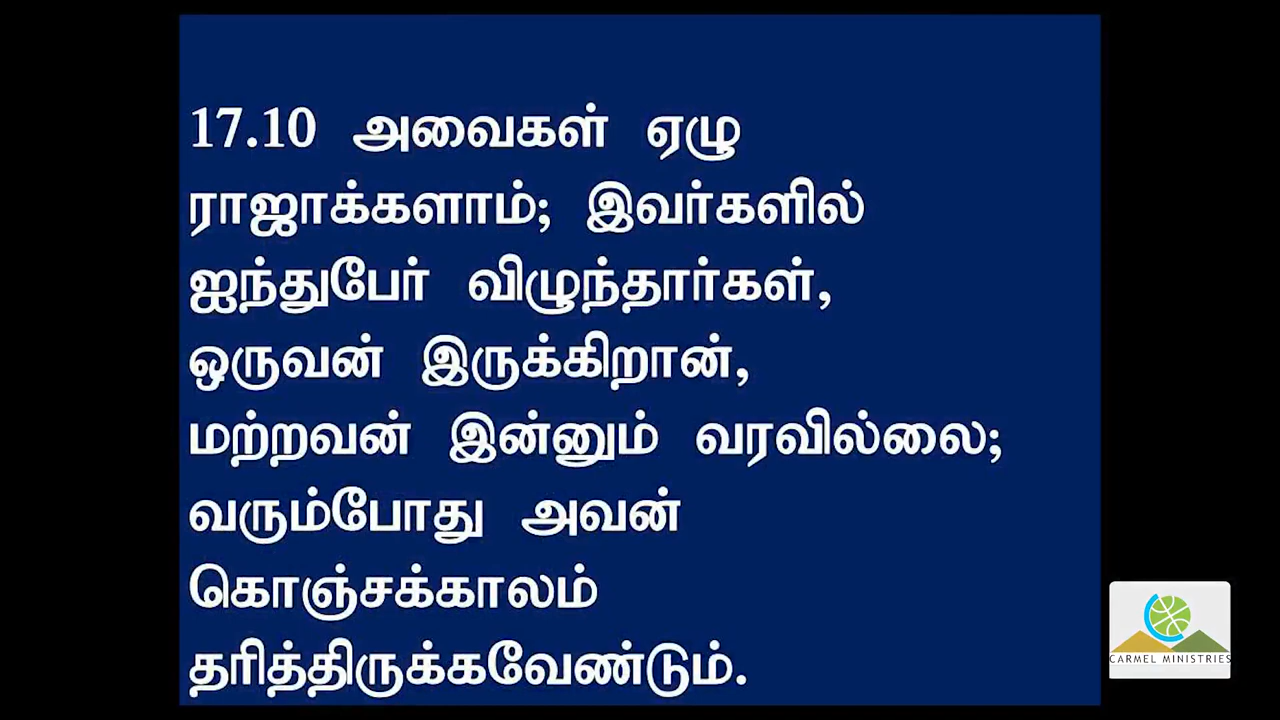 17.10 அவைகள் ஏழு
ராஜாக்களாம்; இவர்களில்
ஐந்துபேர் விழுந்தார்கள்,
ஒருவன் இருக்கிறான்,
மற்றவன் இன்னும் வரவில்லை;
வரும்போது அவன்
கொஞ்சக்காலம்
தரித்திருக்கவேண்டும்.
CARMEL MINISTRIES